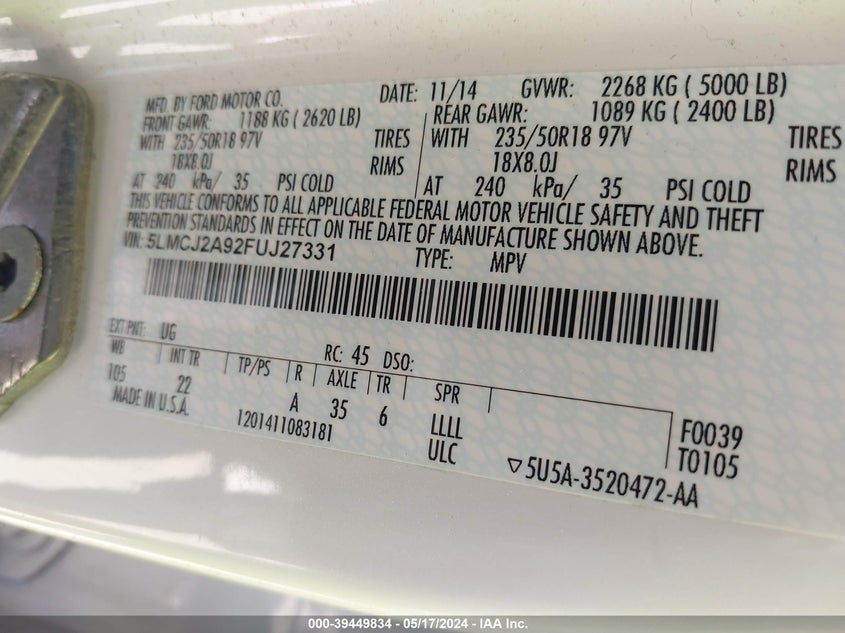 MFD. BY FORD MOTOR CO. DATE: 11/14 GVWR: 2268 KG ( 5000 LB)
FRONT GAWR: 1188 KG ( 2620 LB) REAR GAWR: 1089 KG ( 2400 LB)
WITH 235/50R18 97V TIRES WITH 235/50R18 97V TIRES
18X8.0J RIMS 18X8.0J RIMS
AT 240 kPa/ 35 PSI COLD AT 240 kPa/ 35 PSI COLD
THIS VEHICLE CONFORMS TO ALL APPLICABLE FEDERAL MOTOR VEHICLE SAFETY AND THEFT
PREVENTION STANDARDS IN EFFECT ON THE DATE OF MANUFACTURE SHOWN ABOVE.
VIN: 5LMCJ2A92FUJ27331 TYPE: MPV
EXT PNT: UG RC: 45 DSO:
WB INT TR TP/PS R AXLE TR SPR
105 22 A 35 6 LLLL F0039
MADE IN U.S.A. 1201411083181 ULC T0105
▽5U5A-3520472-AA
000-39449834 - 05/17/2024 - IAA Inc.